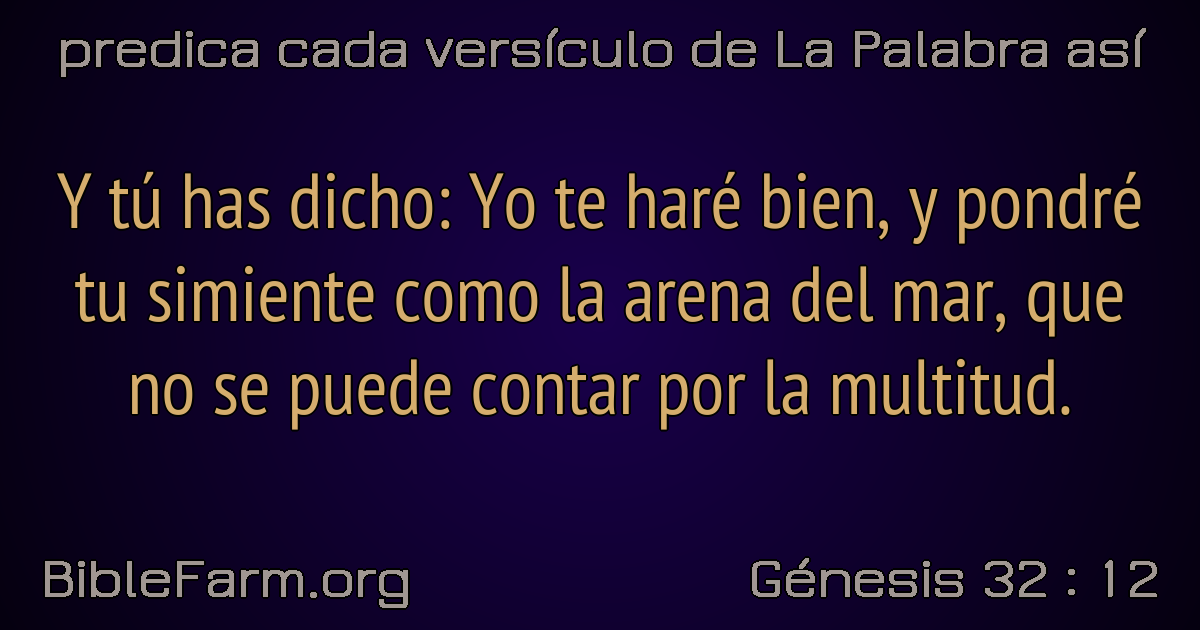 predica cada versículo de La Palabra así
Y tú has dicho: Yo te haré bien, y pondré
tu simiente como la arena del mar, que
no se puede contar por la multitud.
BibleFarm.org
Génesis 32 : 12